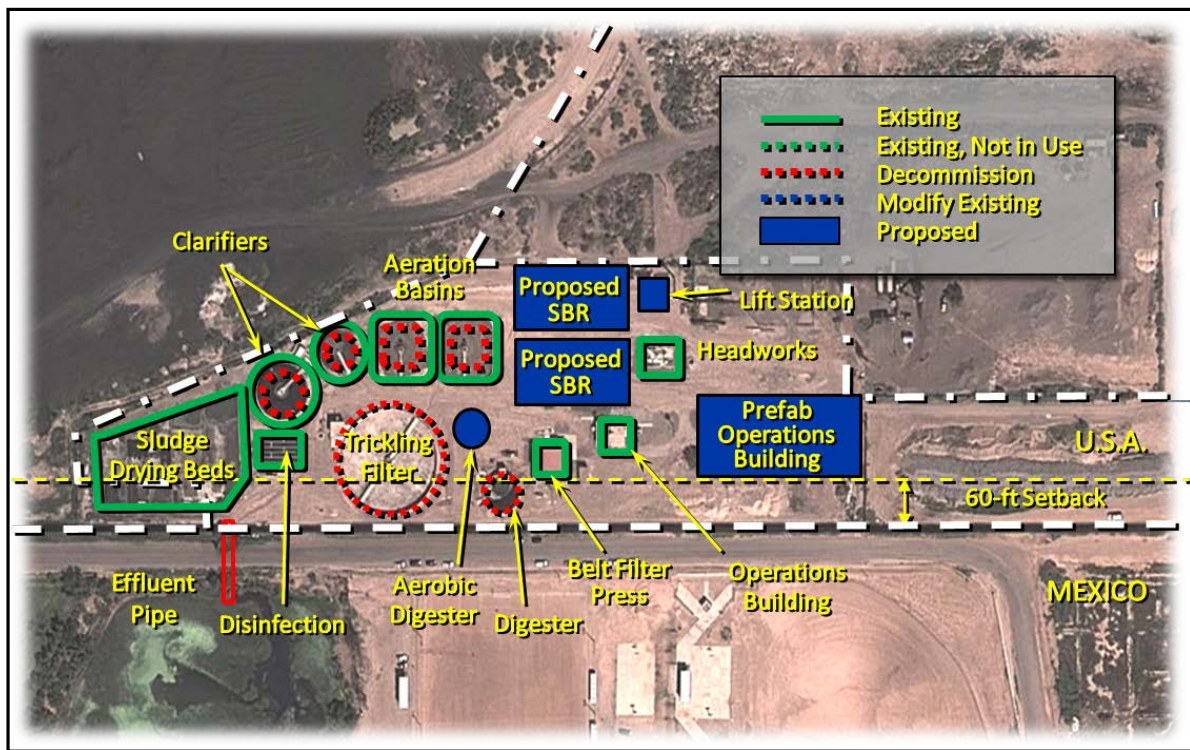 Existing
Existing, Not in Use
Decommission
Modify Existing
Proposed
Clarifiers
Aeration
Basins
Proposed
SBR
Lift Station
Proposed
SBR
Headworks
Prefab
Operations
Building
Sludge
Drying Beds
Trickling
Filter
U.S.A.
60-ft Setback
Effluent
Pipe
Disinfection
Aerobic
Digester
Digester
Belt Filter
Press
Operations
Building
MEXICO